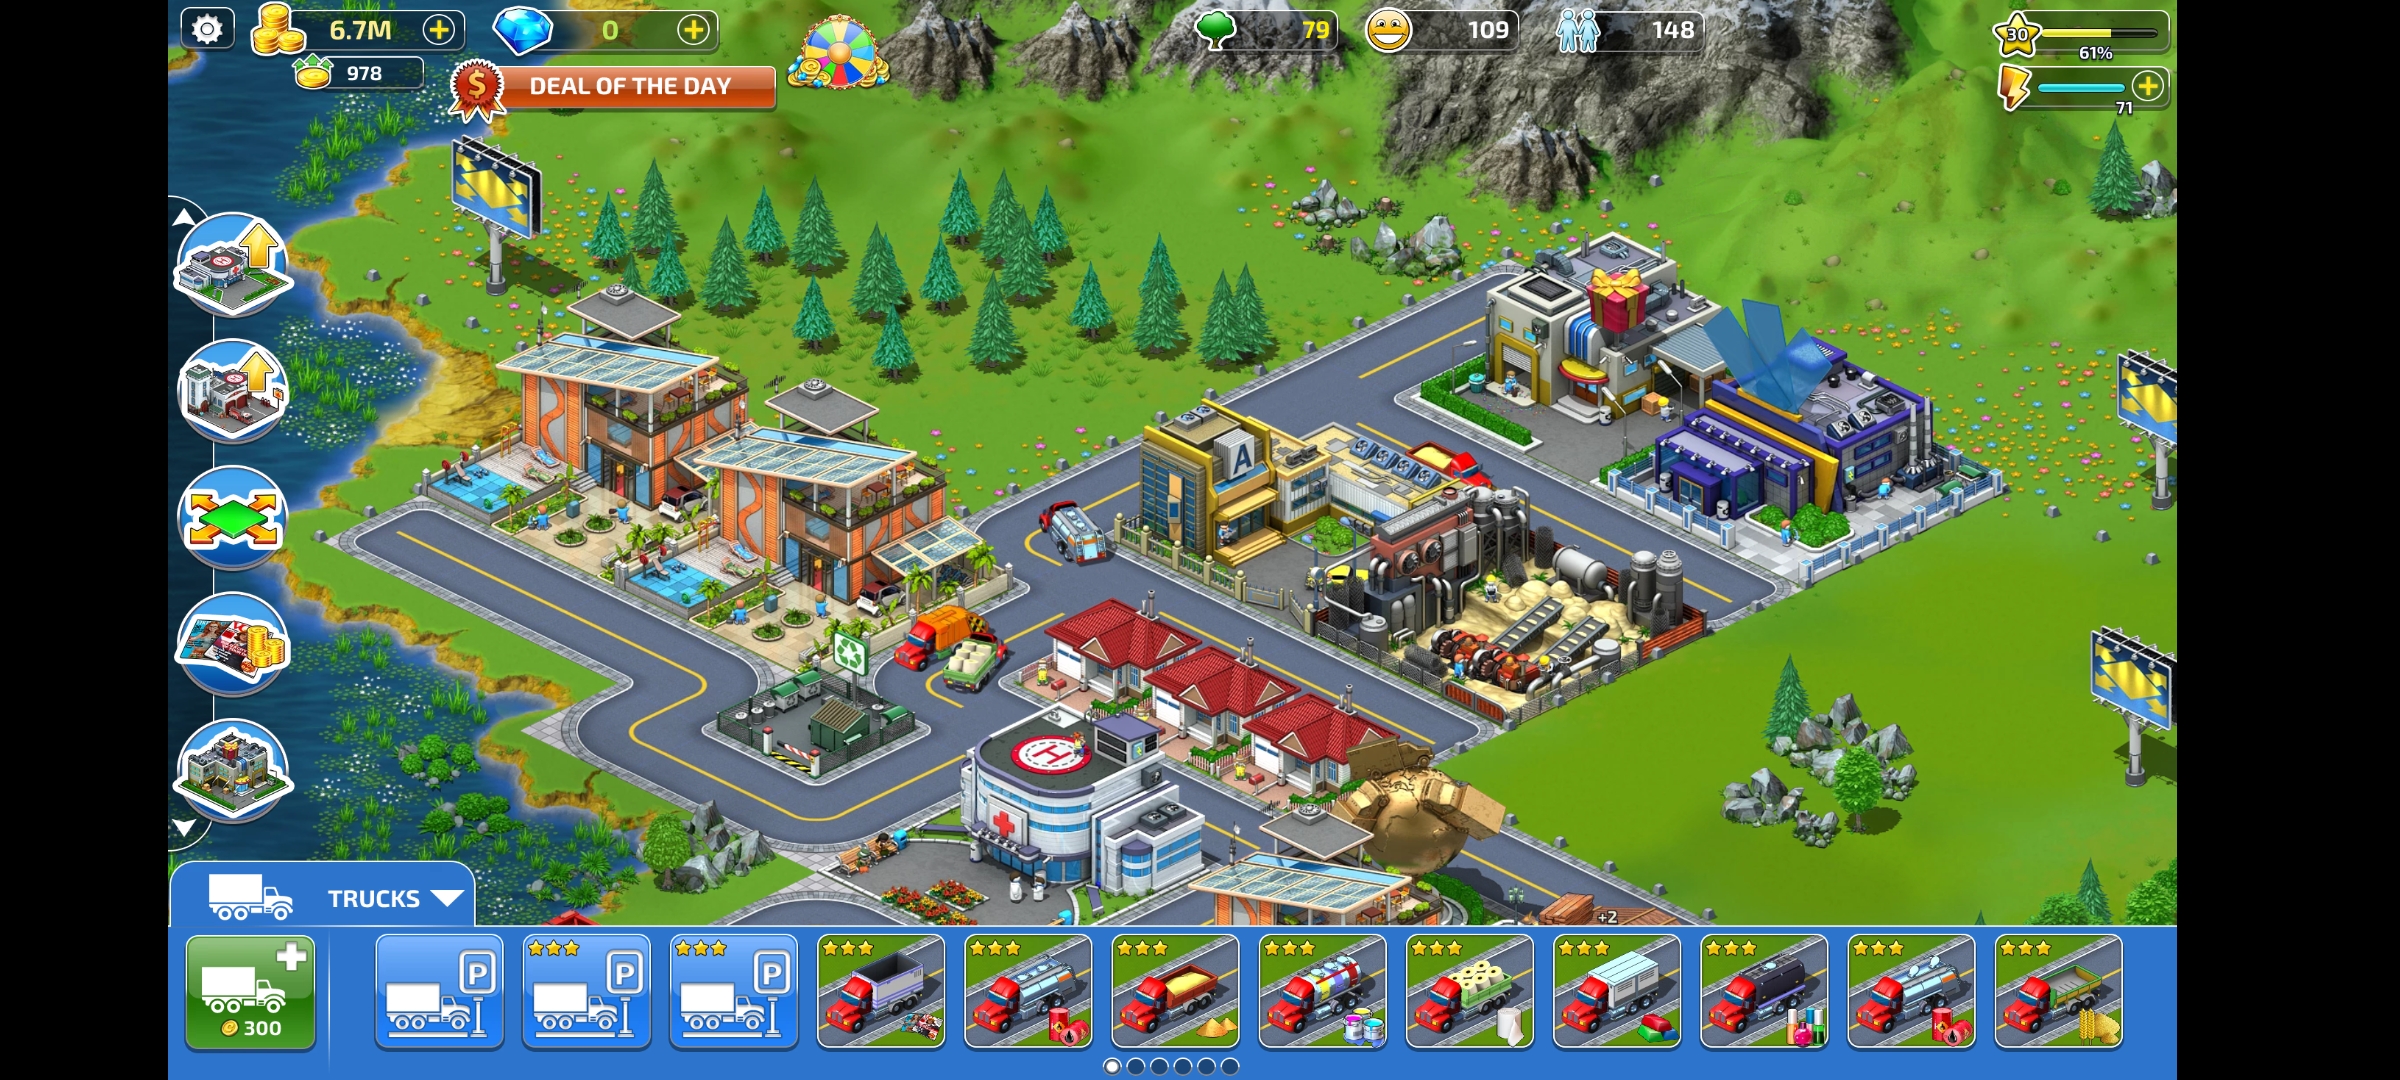 6.7M
0
79
109
148
30
61%
978
DEAL OF THE DAY
71
A
H
+2
TRUCKS
300
P
P
P